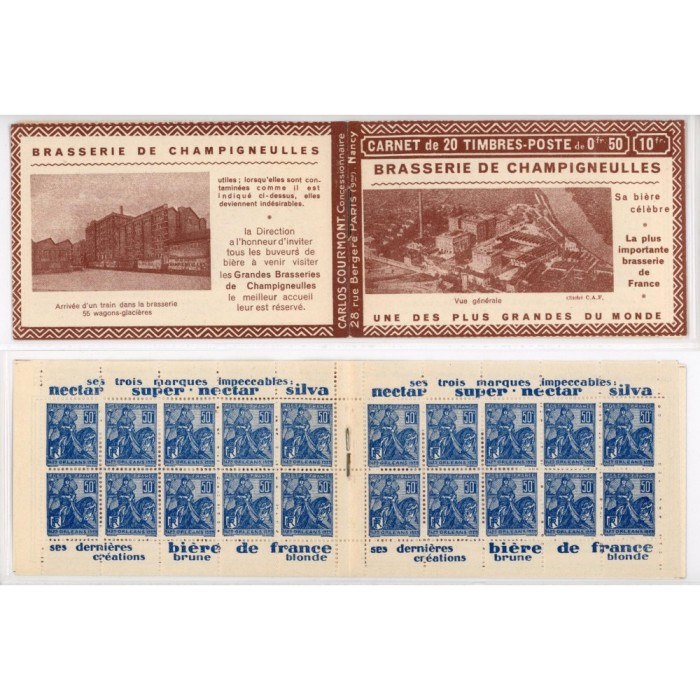 BRASSERIE DE CHAMPIGNEULLES
utiles; lorsqu'elles sont con-
taminées comme il est
indiqué ci-dessus, elles
deviennent indésirables.
la Direction
a l'honneur d'inviter
tous les buveurs de
bière à venir visiter
les Grandes Brasseries
de Champigneulles
le meilleur accueil
leur est réservé.
Arrivée d'un train dans la brasserie
55 wagons-glacières
CARLOS COURMONT, Concessionnaire
28 rue Bergère PARIS (9me), Nancy
CARNET de 20 TIMBRES-POSTE de 0fr50 10fr.
BRASSERIE DE CHAMPIGNEULLES
Sa bière
célèbre
La plus
importante
brasserie
de
France
Vue générale
cliché C.A.F.
UNE DES PLUS GRANDES DU MONDE
ses trois marques impeccables:
nectar super-nectar silva
ses trois marques impeccables:
nectar super-nectar silva
ses dernières créations bière de france
brune blonde
ses dernières créations bière de france
brune blonde